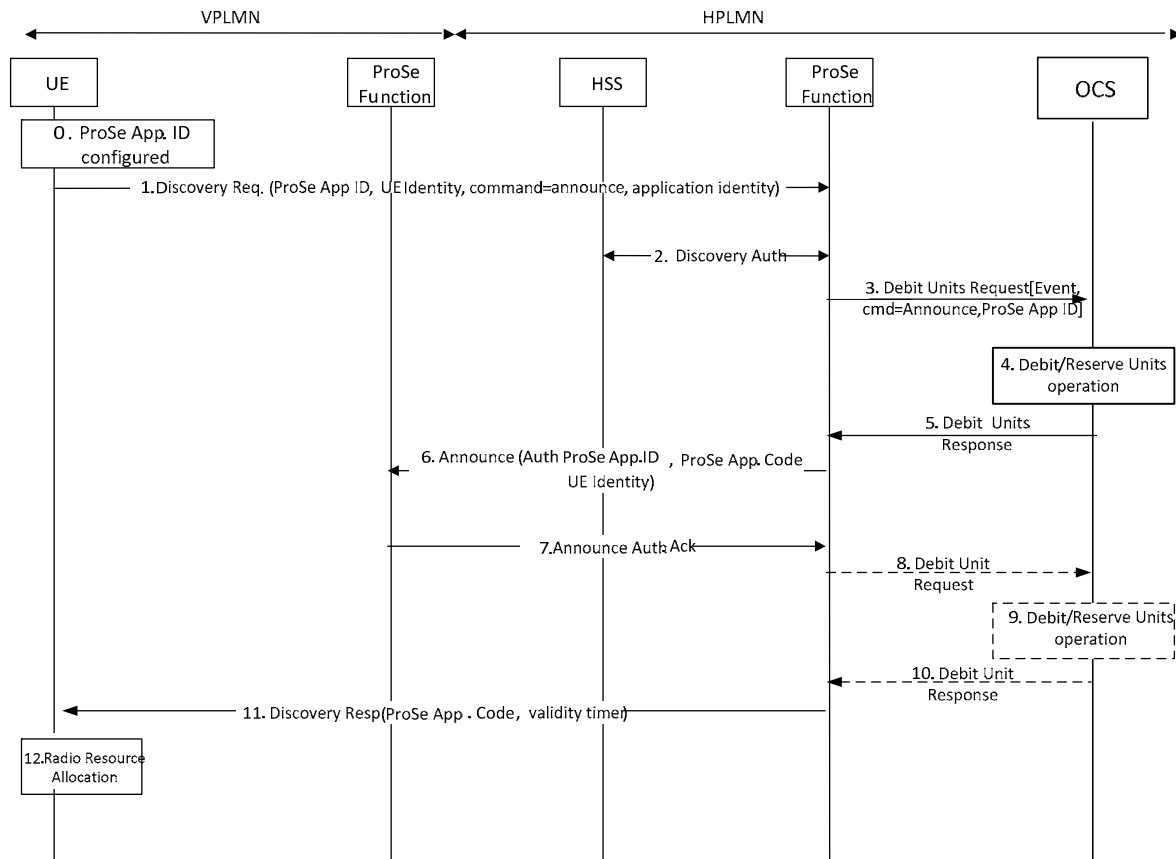 VPLMN
HPLMN
UE
ProSe
Function
HSS
ProSe
Function
OCS
0. ProSe App. ID
configured
1.Discovery Req. (ProSe App ID, UE Identity, command=announce, application identity)
2. Discovery Auth
3. Debit Units Request[Event,
cmd=Announce,ProSe App ID]
4. Debit/Reserve Units
operation
5. Debit Units
Response
6. Announce (Auth ProSe App.ID , ProSe App. Code
UE Identity)
7.Announce Auth. Ack
8. Debit Unit
Request
9. Debit/Reserve Units
operation
10. Debit Unit
Response
11. Discovery Resp(ProSe App . Code, validity timer)
12.Radio Resource
Allocation